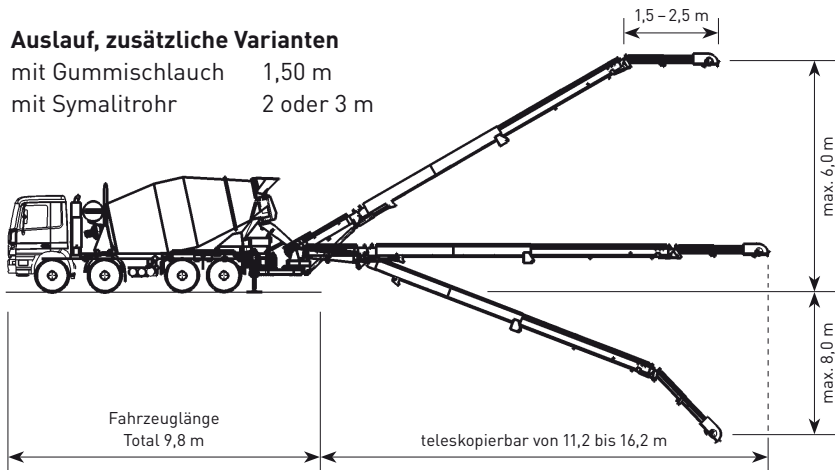 Auslauf, zusätzliche Varianten
mit Gummischlauch 1,50 m
mit Symalitrohr 2 oder 3 m
1,5 – 2,5 m
max. 6,0 m
max. 8,0 m
Fahrzeuglänge
Total 9,8 m
teleskopierbar von 11,2 bis 16,2 m